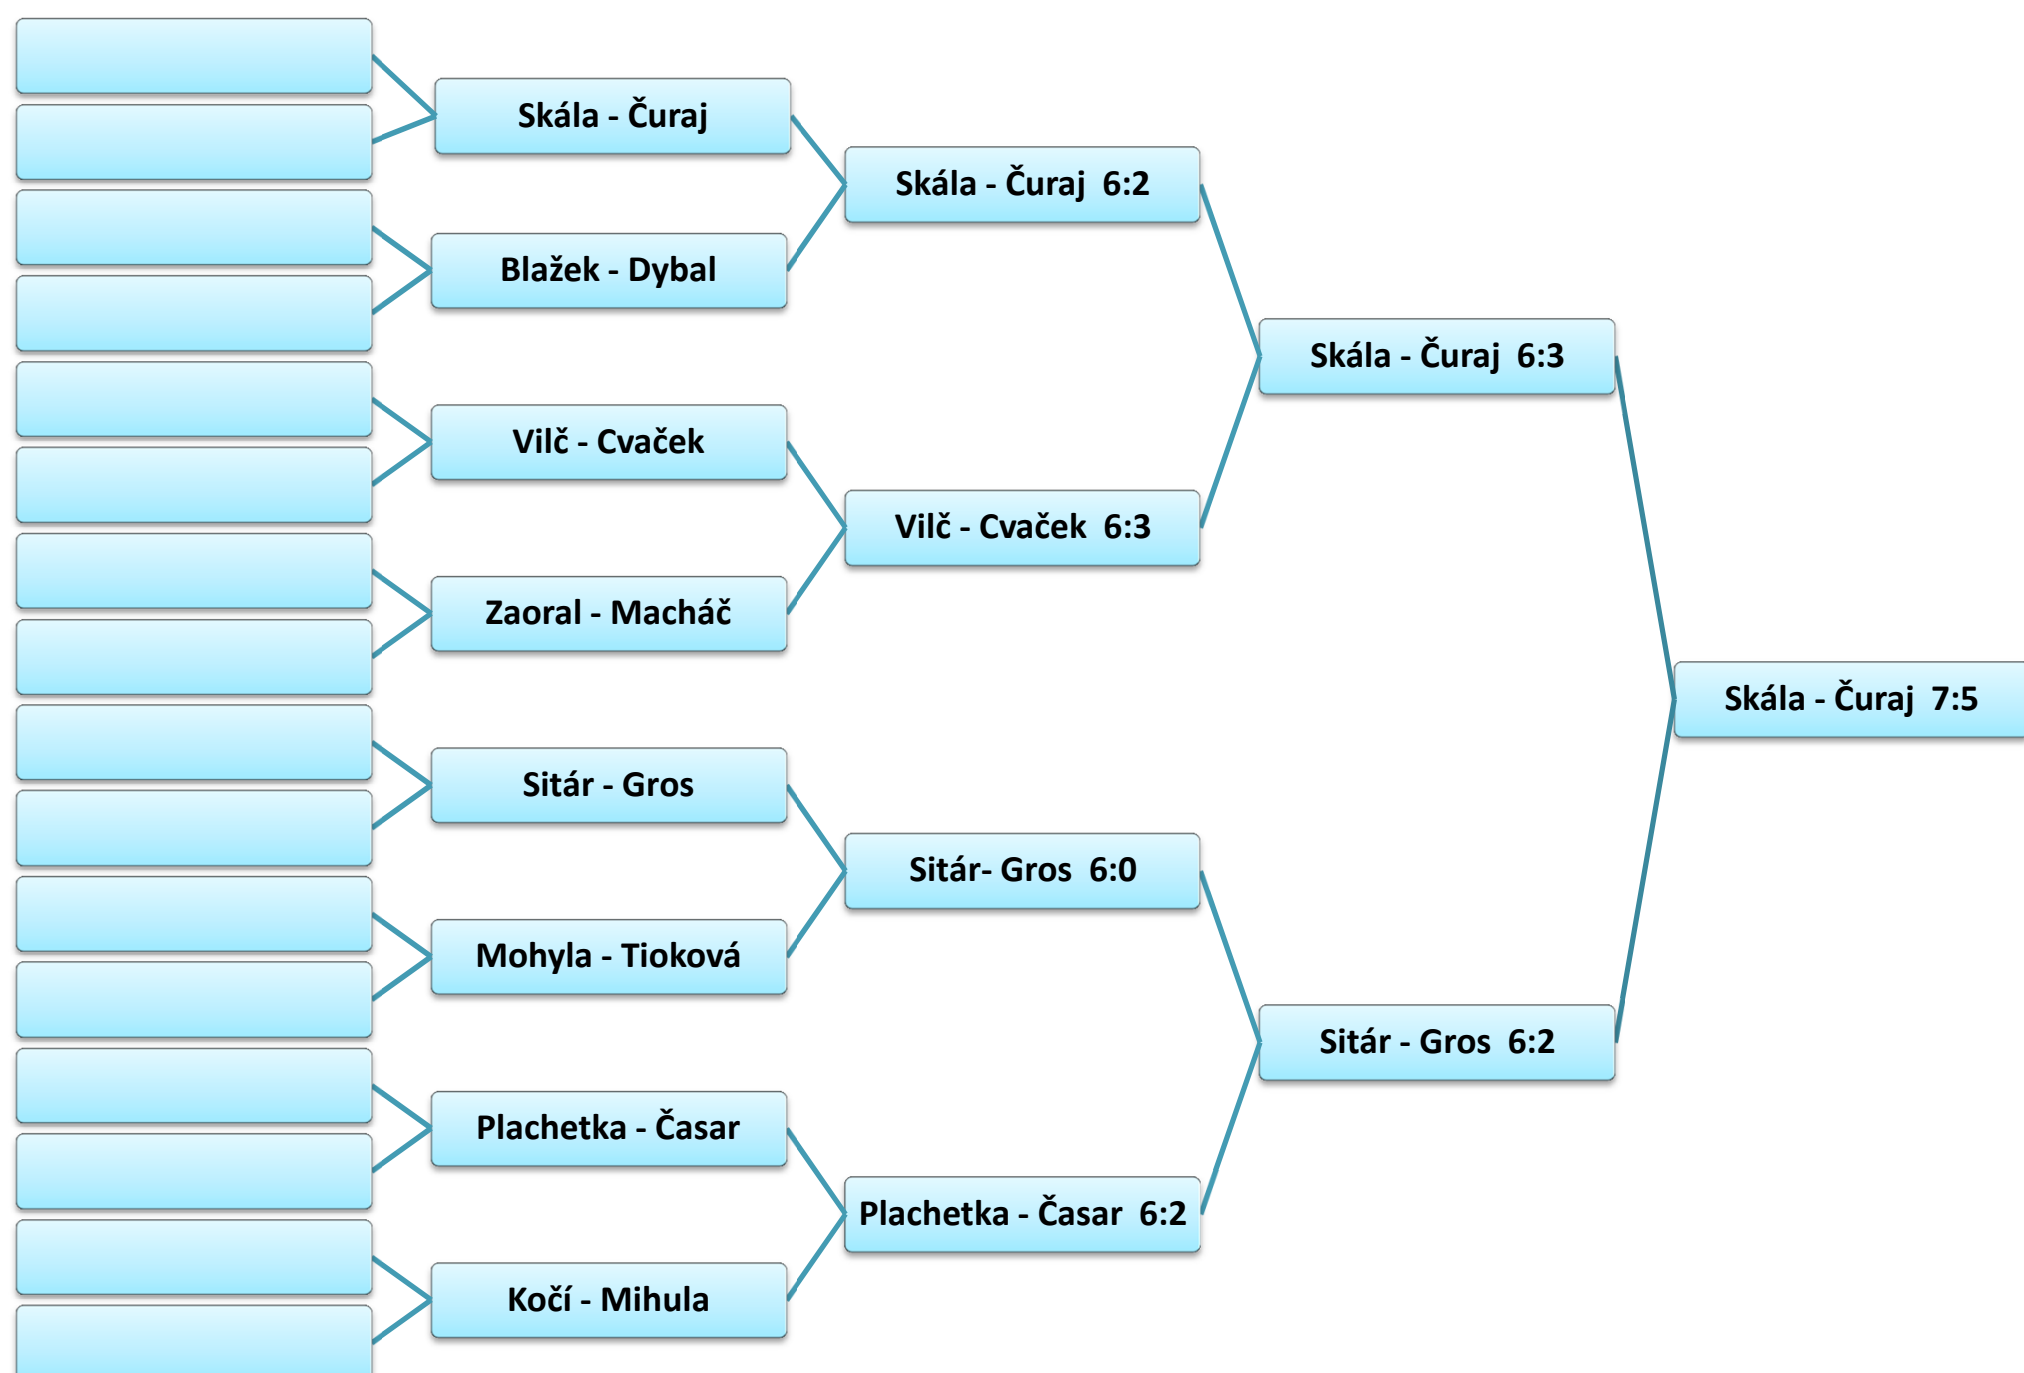 Skála - Čuraj
Blažek - Dybal
Vilč - Cvaček
Zaoral - Macháč
Sitár - Gros
Mohyla - Tioková
Plachetka - Časar
Kočí - Mihula
Skála - Čuraj  6:2
Vilč - Cvaček  6:3
Sitár- Gros  6:0
Plachetka - Časar  6:2
Skála - Čuraj  6:3
Sitár - Gros  6:2
Skála - Čuraj  7:5